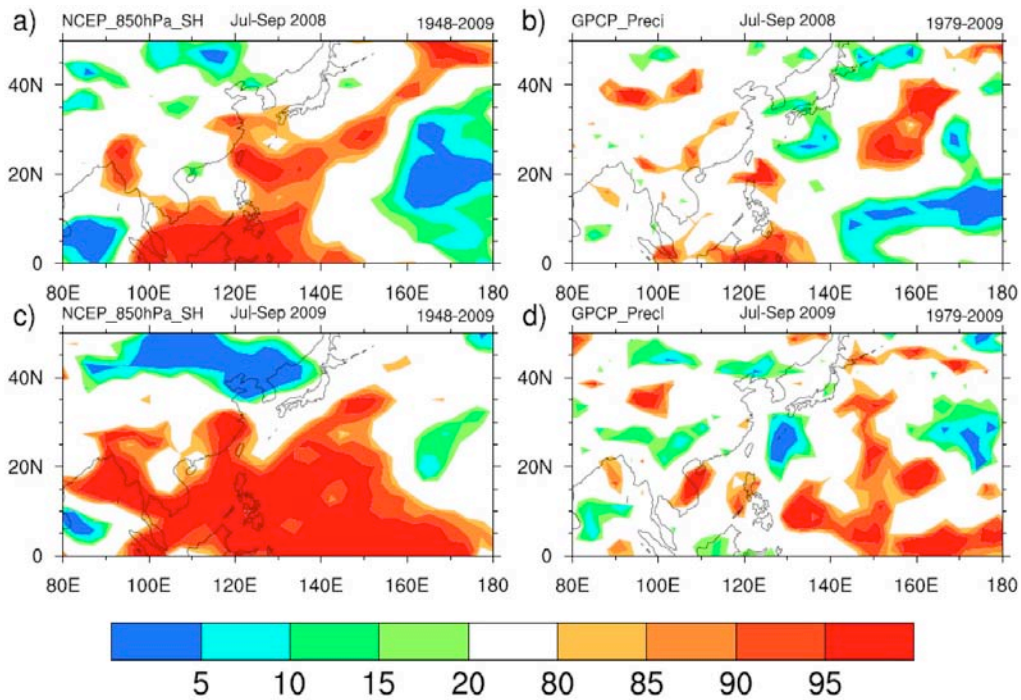 a) NCEP_850hPa_SH Jul-Sep 2008 1948-2009
40N
20N
0
80E 100E 120E 140E 160E 180
b) GPCP_Preci Jul-Sep 2008 1979-2009
40N
20N
0
80E 100E 120E 140E 160E 180
c) NCEP_850hPa_SH Jul-Sep 2009 1948-2009
40N
20N
0
80E 100E 120E 140E 160E 180
d) GPCP_Precl Jul-Sep 2009 1979-2009
40N
20N
0
80E 100E 120E 140E 160E 180
5 10 15 20 80 85 90 95